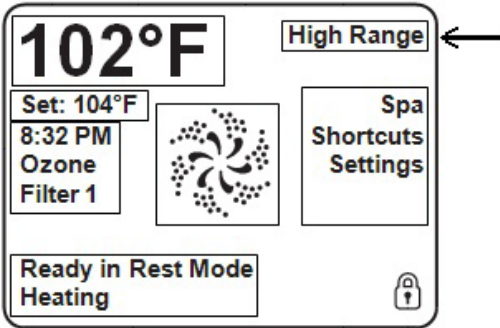 102°F
High Range
Set: 104°F
8:32 PM
Ozone
Filter 1
Spa
Shortcuts
Settings
Ready in Rest Mode
Heating